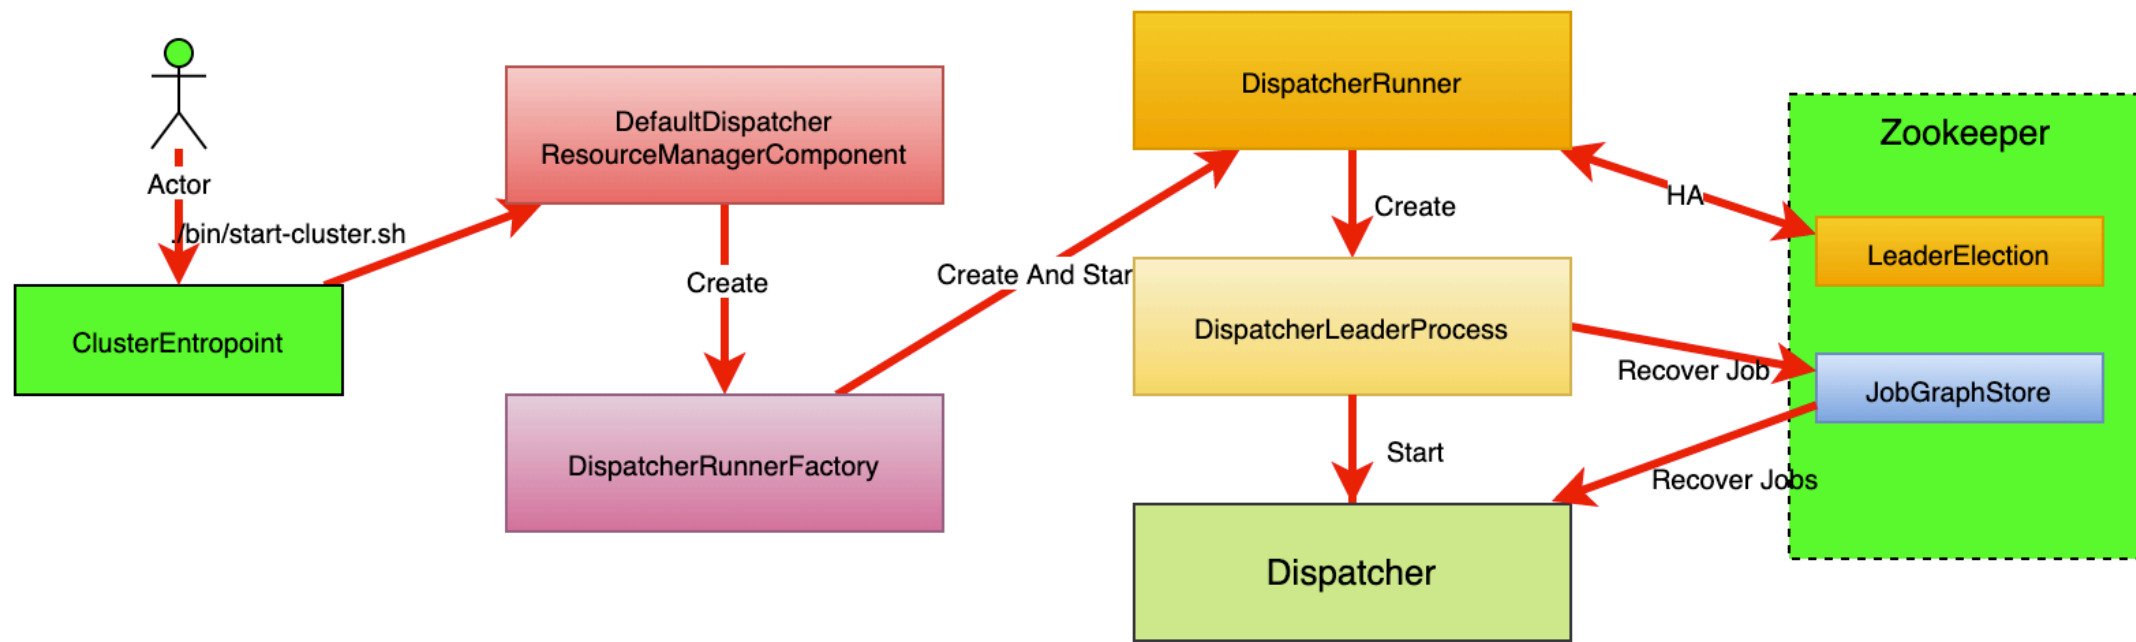 Actor
./bin/start-cluster.sh
ClusterEntropoint
DefaultDispatcher
ResourceManagerComponent
Create
DispatcherRunnerFactory
Create And Star
DispatcherRunner
Create
DispatcherLeaderProcess
Start
Dispatcher
HA
Recover Job
Recover Jobs
Zookeeper
LeaderElection
JobGraphStore